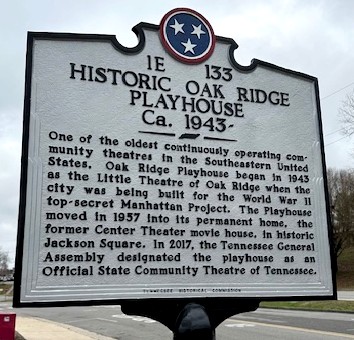 1E 133
HISTORIC OAK RIDGE
PLAYHOUSE
Ca. 1943-
One of the oldest continuously operating com-
munity theatres in the Southeastern United
States. Oak Ridge Playhouse began in 1943
as the Little Theatre of Oak Ridge when the
city was being built for the World War II
top-secret Manhattan Project. The Playhouse
moved in 1957 into its permanent home, the
former Center Theater movie house, in historic
Jackson Square. In 2017, the Tennessee General
Assembly designated the playhouse as an
Official State Community Theatre of Tennessee.
TENNESSEE HISTORICAL COMMISSION